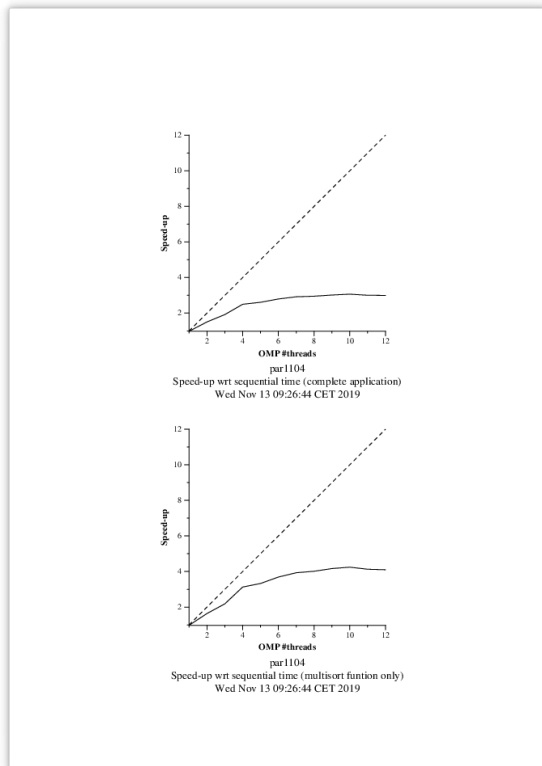 12
10
8
6
4
2
Speed-up
2 4 6 8 10 12
OMP #threads
par1104
Speed-up wrt sequential time (complete application)
Wed Nov 13 09:26:44 CET 2019
12
10
8
6
4
2
Speed-up
2 4 6 8 10 12
OMP #threads
par1104
Speed-up wrt sequential time (multisort funtion only)
Wed Nov 13 09:26:44 CET 2019